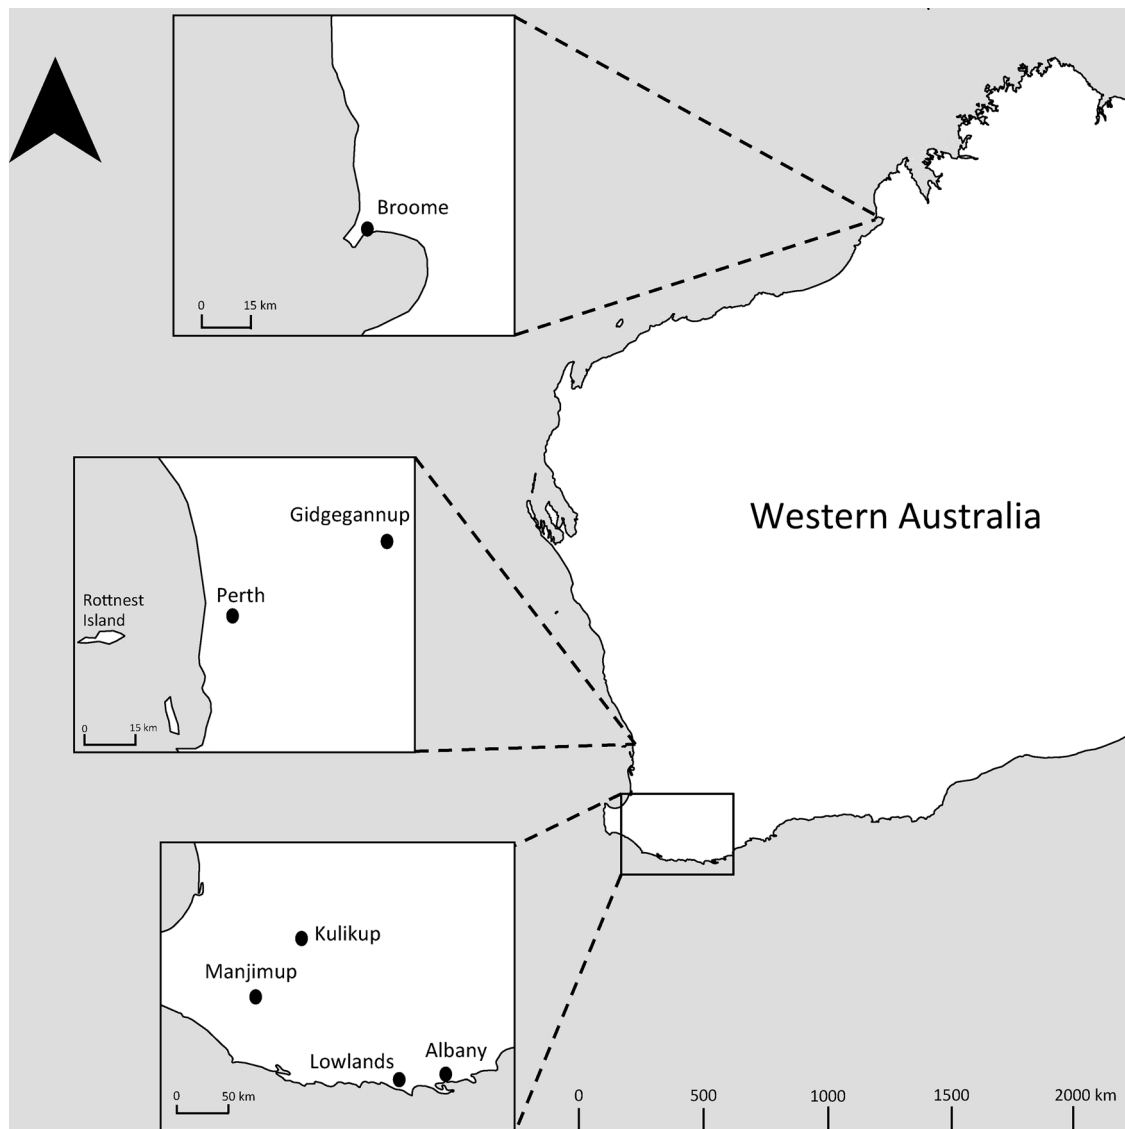 Broome
0 15 km
Western Australia
Gidgegannup
Perth
Rottnest
Island
0 15 km
Kulikup
Manjimup
Lowlands
Albany
0 50 km
0 500 1000 1500 2000 km